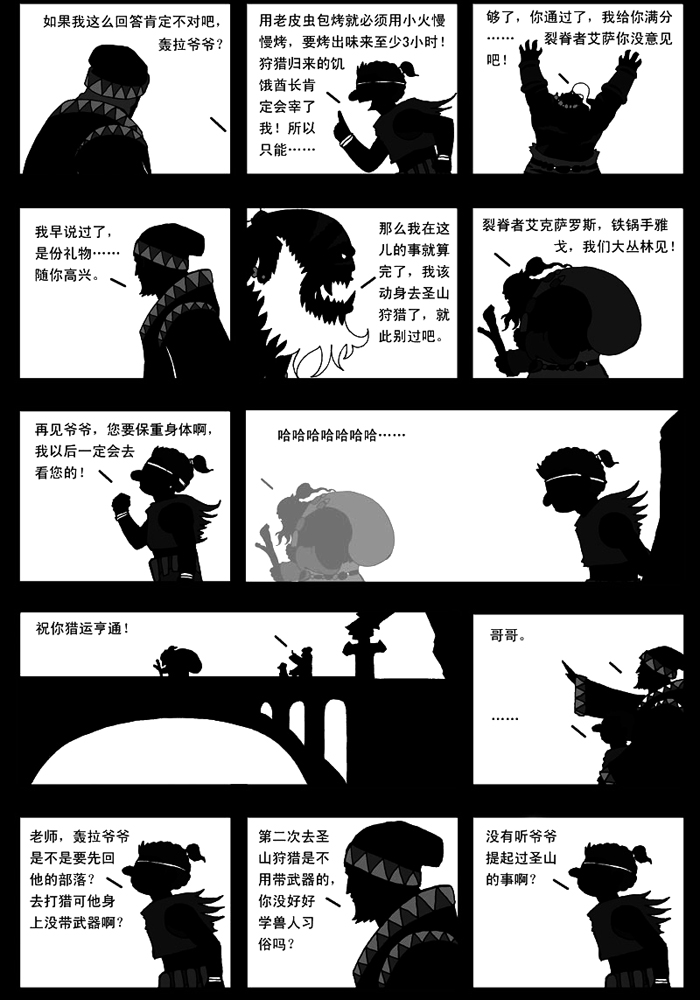 如果我这么回答肯定不对吧，
轰拉爷爷？
用老皮虫包烤就必须用小火慢
慢烤，要烤出味来至少3小时！
狩猎归来的饥
饿酋长肯
定会宰了
我！所以
只能……
够了，你通过了，我给你满分
……  裂脊者艾萨你没意见
吧！
我早说过了，
是份礼物……
随你高兴。
那么我在这
儿的事就算
完了，我该
动身去圣山
狩猎了，就
此别过吧。
裂脊者艾克萨罗斯，铁锅手雅
戈，我们大丛林见！
再见爷爷，您要保重身体啊，
我以后一定会去
看您的！
哈哈哈哈哈哈哈……
祝你猎运亨通！
哥哥。
……
老师，轰拉爷爷
是不是要先回
他的部落？
去打猎可他身
上没带武器啊？
第二次去圣
山狩猎是不
用带武器的，
你没好好
学兽人习
俗吗？
没有听爷爷
提起过圣山
的事啊？